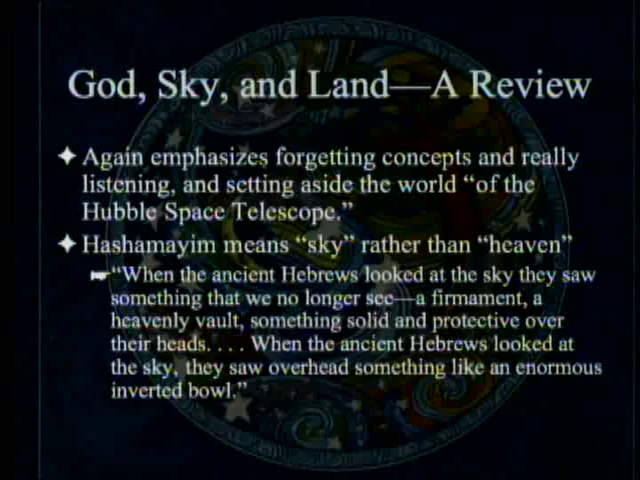 God, Sky, and Land—A Review
Again emphasizes forgetting concepts and really
listening, and setting aside the world “of the
Hubble Space Telescope.”
Hashamayim means “sky” rather than “heaven”
“When the ancient Hebrews looked at the sky they saw
something that we no longer see—a firmament, a
heavenly vault, something solid and protective over
their heads. . . . When the ancient Hebrews looked at
the sky, they saw overhead something like an enormous
inverted bowl.”